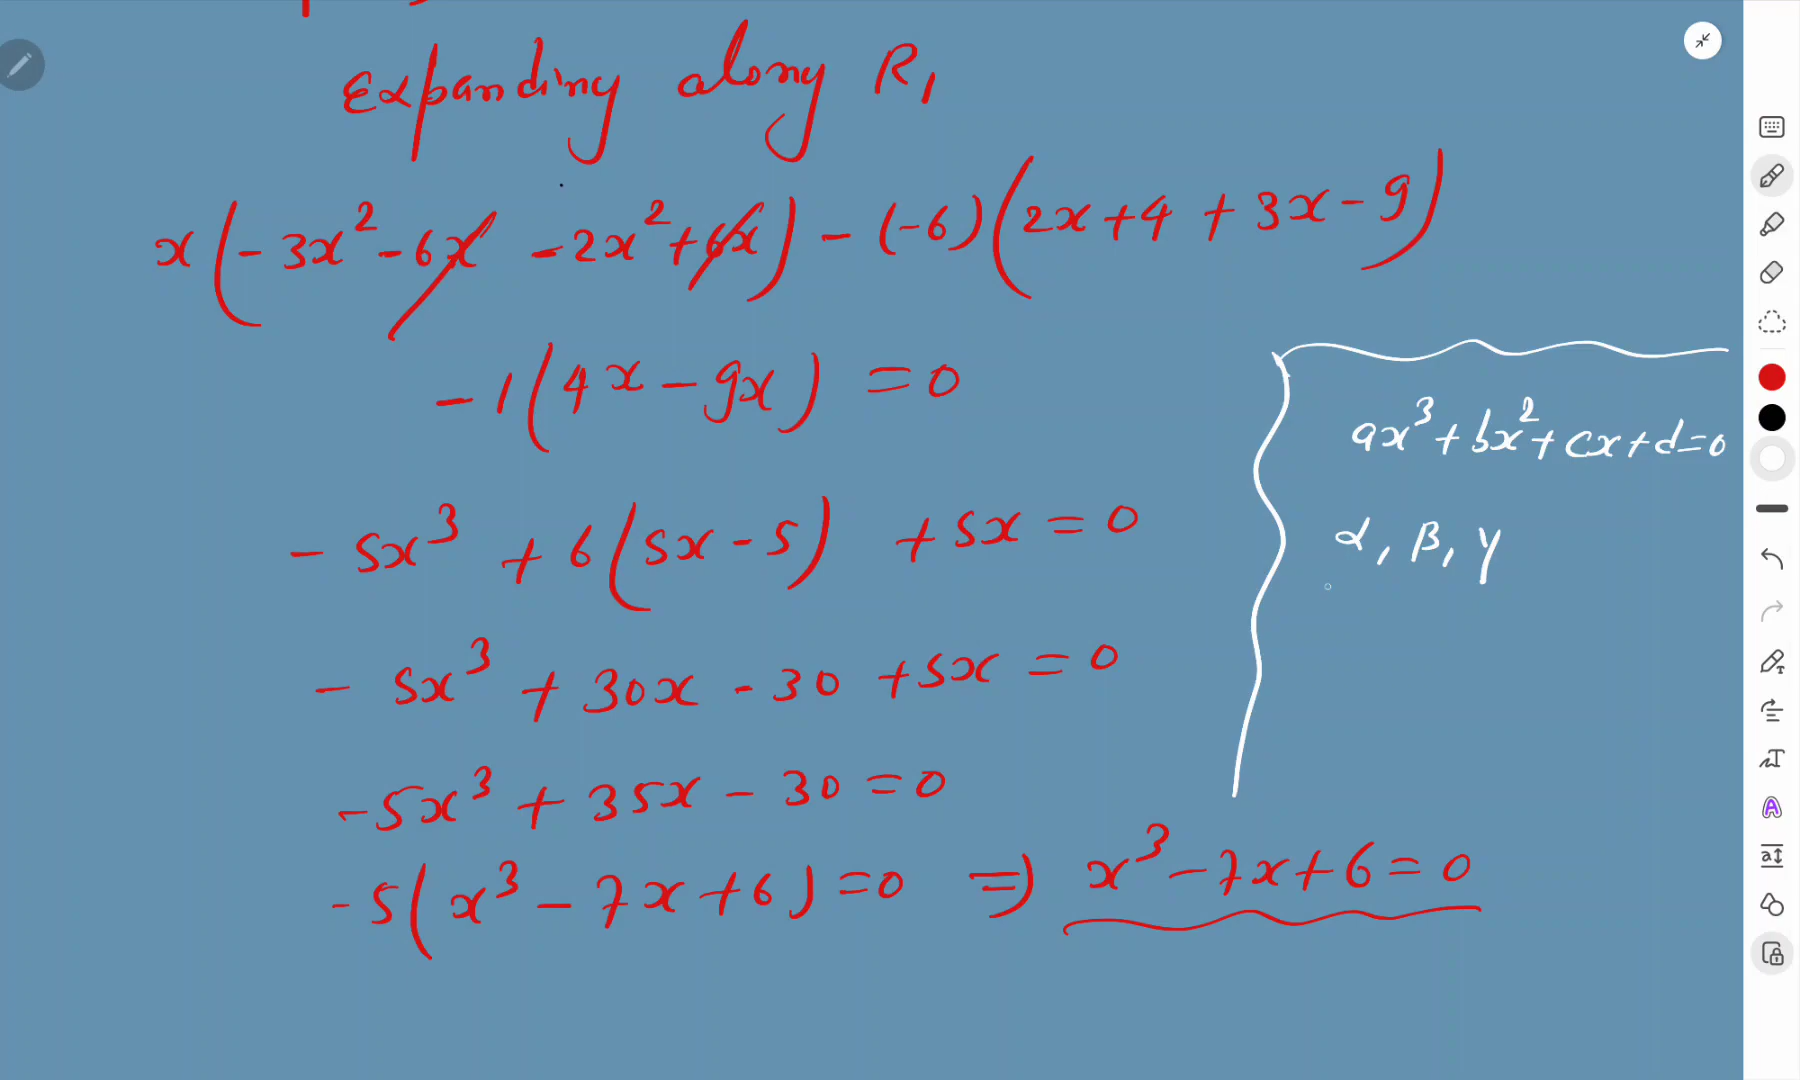 Expanding along R₁
x(-3x²-6x -2x²+6x) - (-6)(2x+4+3x-9)
-1(4x-9x) =0
-5x³ +6(5x-5) +5x=0
-5x³+30x-30+5x=0
-5x³+35x-30=0
-5(x³-7x+6)=0 ⇒ x³-7x+6=0
ax³+bx²+cx+d=0
α, β, γ